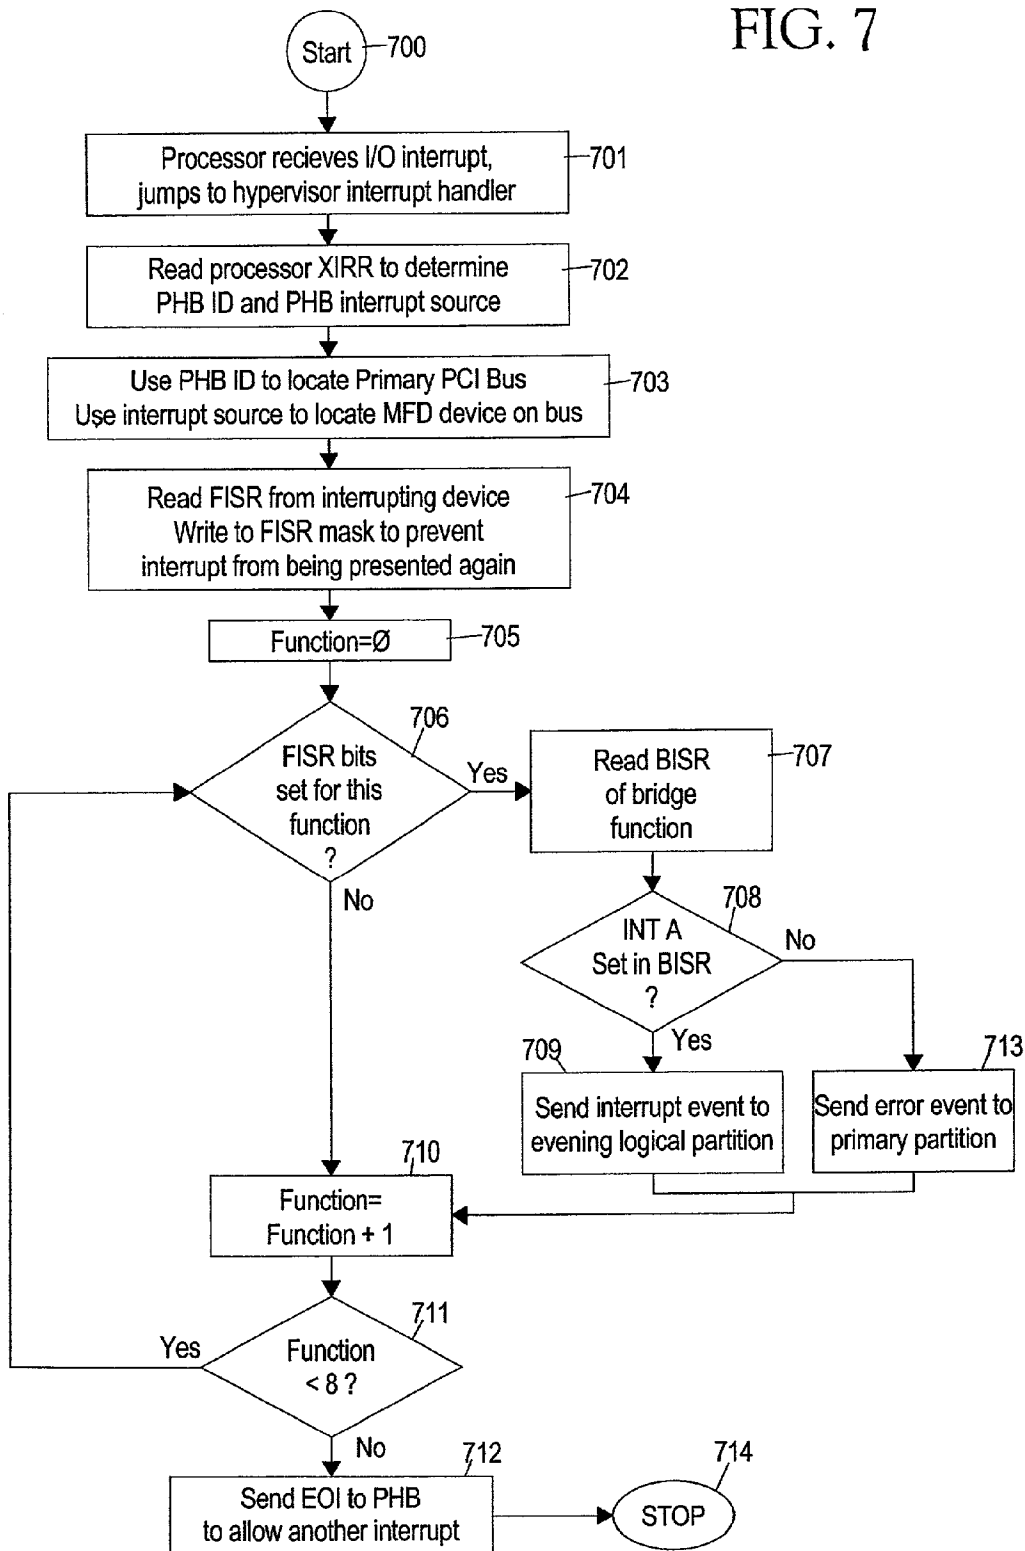 FIG. 7
Start
700
Processor recieves I/O interrupt,
jumps to hypervisor interrupt handler
701
Read processor XIRR to determine
PHB ID and PHB interrupt source
702
Use PHB ID to locate Primary PCI Bus
Use interrupt source to locate MFD device on bus
703
Read FISR from interrupting device
Write to FISR mask to prevent
interrupt from being presented again
704
Function=Ø
705
706
FISR bits
set for this
function
?
Yes
No
Read BISR
of bridge
function
707
708
INT A
Set in BISR
?
No
Yes
709
Send interrupt event to
evening logical partition
713
Send error event to
primary partition
710
Function=
Function + 1
711
Function
< 8 ?
Yes
No
712
Send EOI to PHB
to allow another interrupt
714
STOP